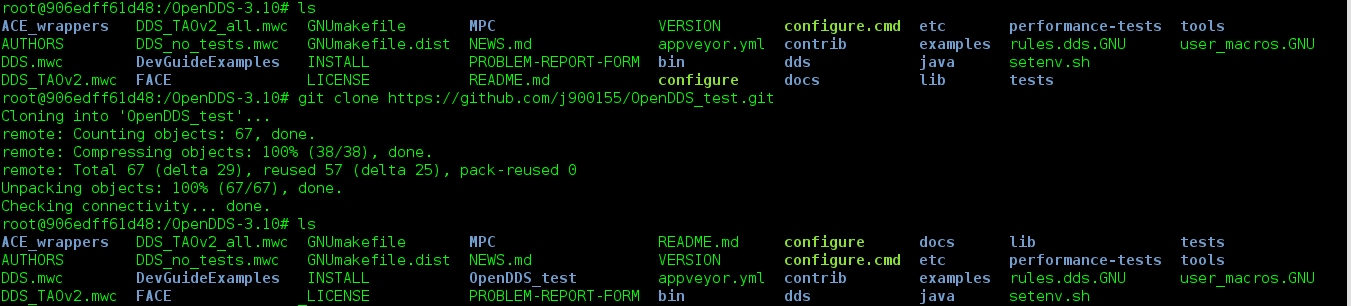 root@906edff61d48:/OpenDDS-3.10# ls
ACE_wrappers   DDS_TAOv2_all.mwc  GNUmakefile       MPC                  VERSION       configure.cmd  etc       performance-tests  tools
AUTHORS        DDS_no_tests.mwc   GNUmakefile.dist  NEWS.md              appveyor.yml  contrib        examples  rules.dds.GNU      user_macros.GNU
DDS.mwc        DevGuideExamples   INSTALL           PROBLEM-REPORT-FORM  bin           dds            java      setenv.sh
DDS_TAOv2.mwc  FACE               LICENSE           README.md            configure     docs           lib       tests
root@906edff61d48:/OpenDDS-3.10# git clone https://github.com/j900155/OpenDDS_test.git
Cloning into 'OpenDDS_test'...
remote: Counting objects: 67, done.
remote: Compressing objects: 100% (38/38), done.
remote: Total 67 (delta 29), reused 57 (delta 25), pack-reused 0
Unpacking objects: 100% (67/67), done.
Checking connectivity... done.
root@906edff61d48:/OpenDDS-3.10# ls
ACE_wrappers   DDS_TAOv2_all.mwc  GNUmakefile       MPC                  README.md     configure      docs      lib                tests
AUTHORS        DDS_no_tests.mwc   GNUmakefile.dist  NEWS.md              VERSION       configure.cmd  etc       performance-tests  tools
DDS.mwc        DevGuideExamples   INSTALL           OpenDDS_test         appveyor.yml  contrib        examples  rules.dds.GNU      user_macros.GNU
DDS_TAOv2.mwc  FACE               LICENSE           PROBLEM-REPORT-FORM  bin           dds            java      setenv.sh